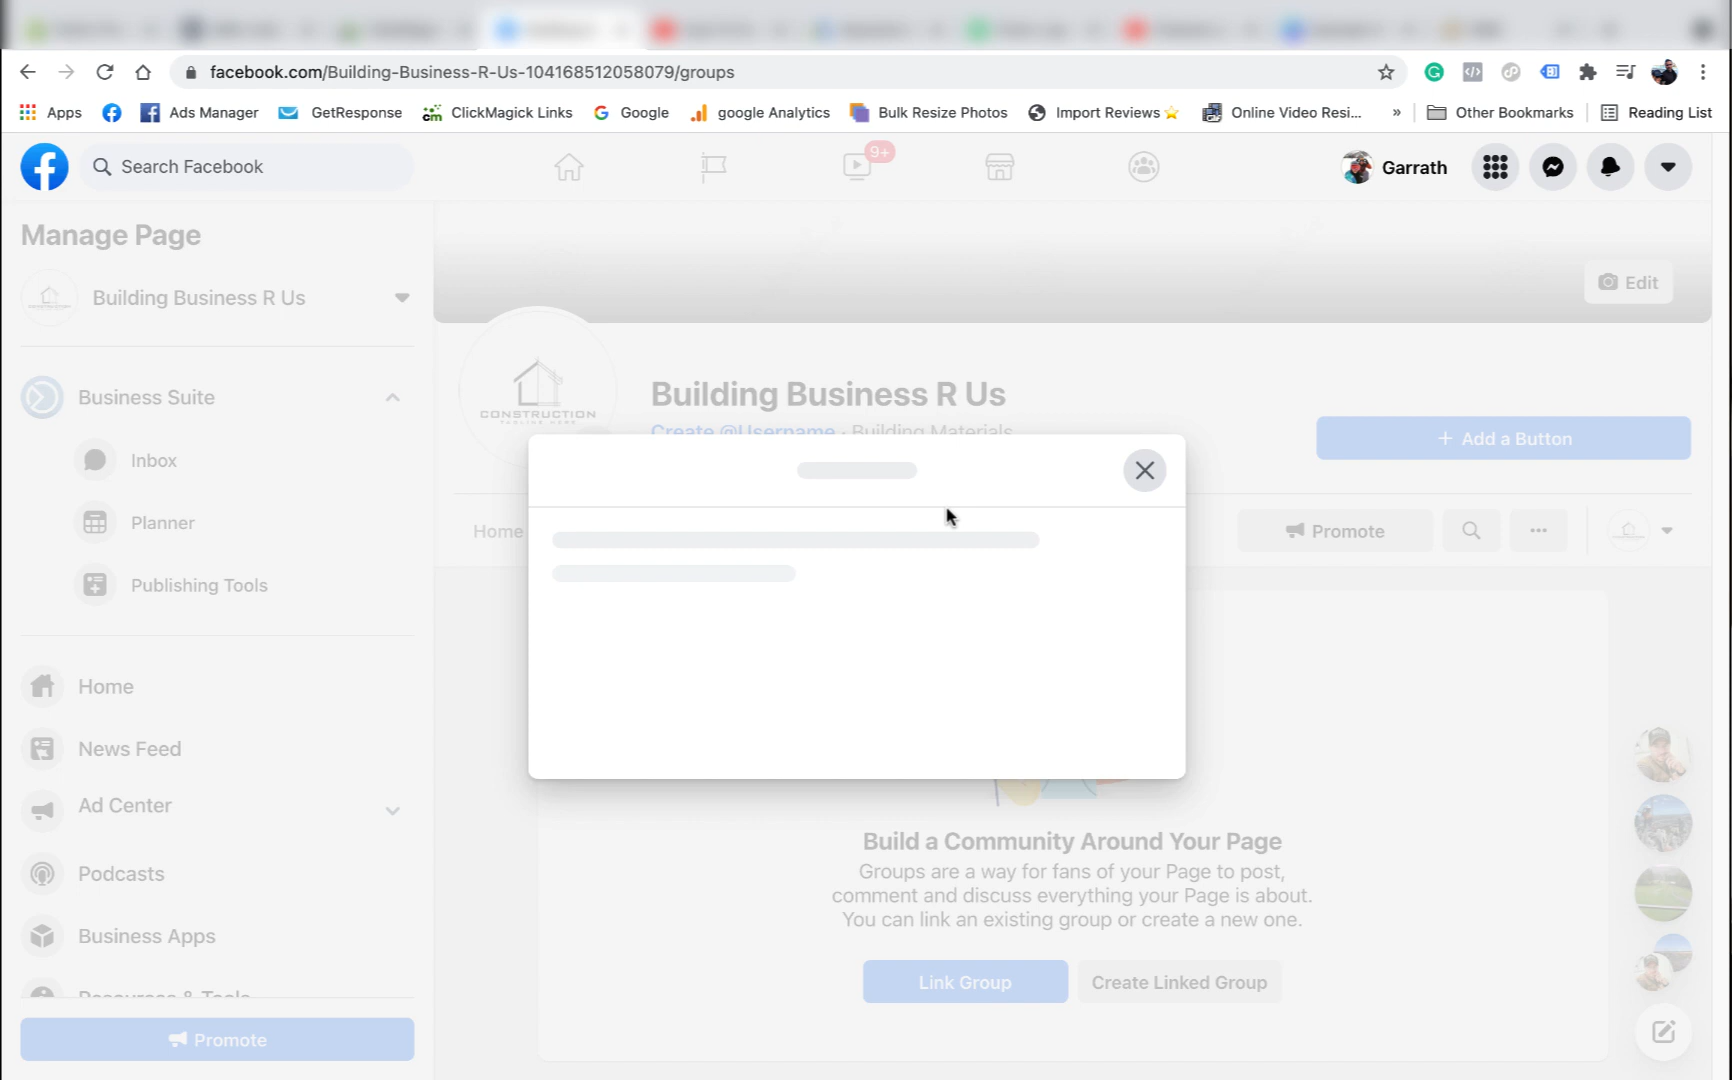 facebook.com/Building-Business-R-Us-104168512058079/groups
Apps
Ads Manager
GetResponse
ClickMagick Links
Google
google Analytics
Bulk Resize Photos
Import Reviews
Online Video Resi...
»
Other Bookmarks
Reading List
Search Facebook
9+
Garrath
Manage Page
Building Business R Us
Business Suite
Inbox
Planner
Publishing Tools
Home
News Feed
Ad Center
Podcasts
Business Apps
Resources & Tools
Promote
Edit
CONSTRUCTION
TAGLINE HERE
Building Business R Us
Create @Username · Building Materials
+ Add a Button
Home
Promote
Build a Community Around Your Page
Groups are a way for fans of your Page to post,
comment and discuss everything your Page is about.
You can link an existing group or create a new one.
Link Group
Create Linked Group